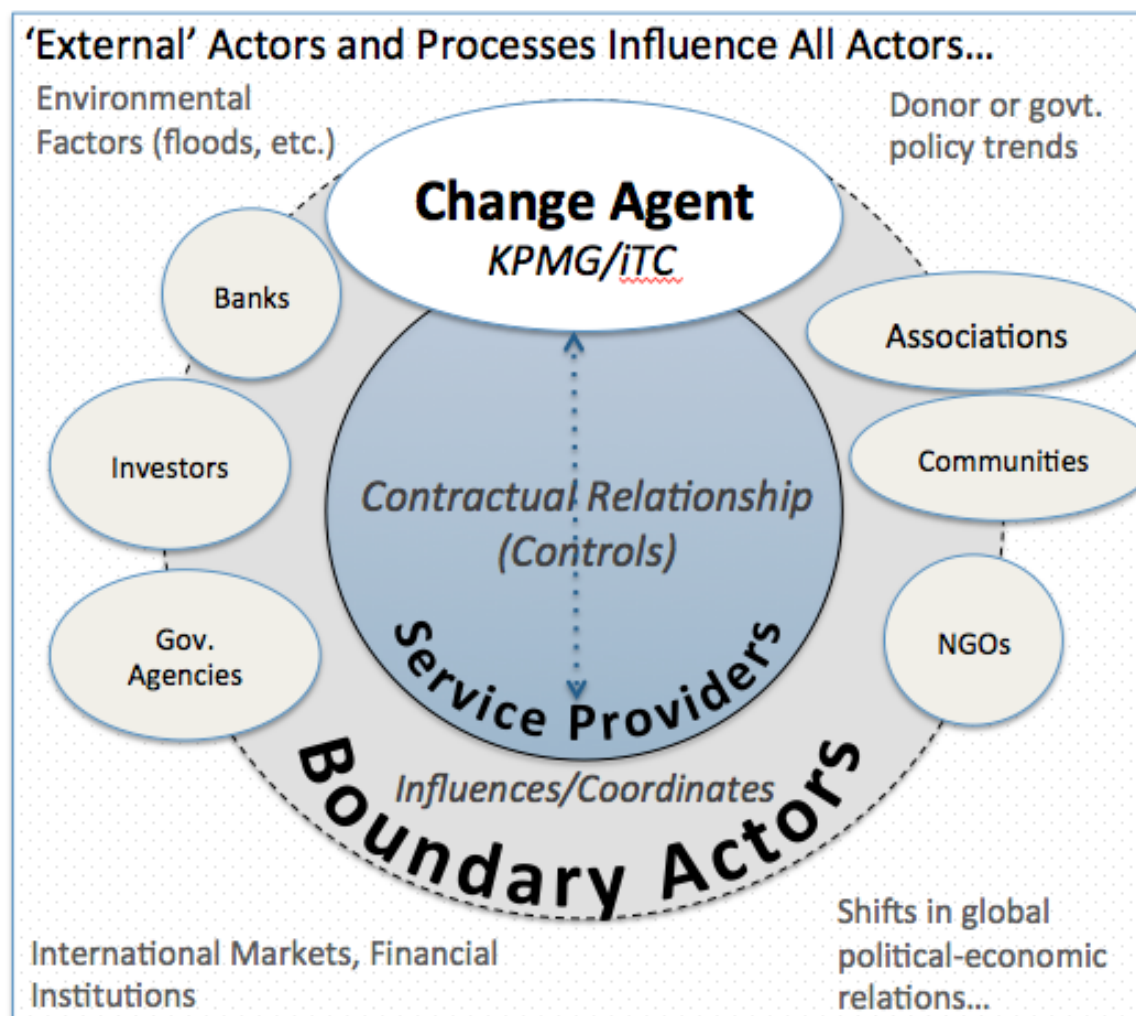 ‘External’ Actors and Processes Influence All Actors...
Environmental
Factors (floods, etc.)
Donor or govt.
policy trends
Change Agent
KPMG/iTC
Banks
Associations
Investors
Communities
Contractual Relationship
(Controls)
Gov.
Agencies
NGOs
Service Providers
Influences/Coordinates
Boundary Actors
International Markets, Financial
Institutions
Shifts in global
political-economic
relations...